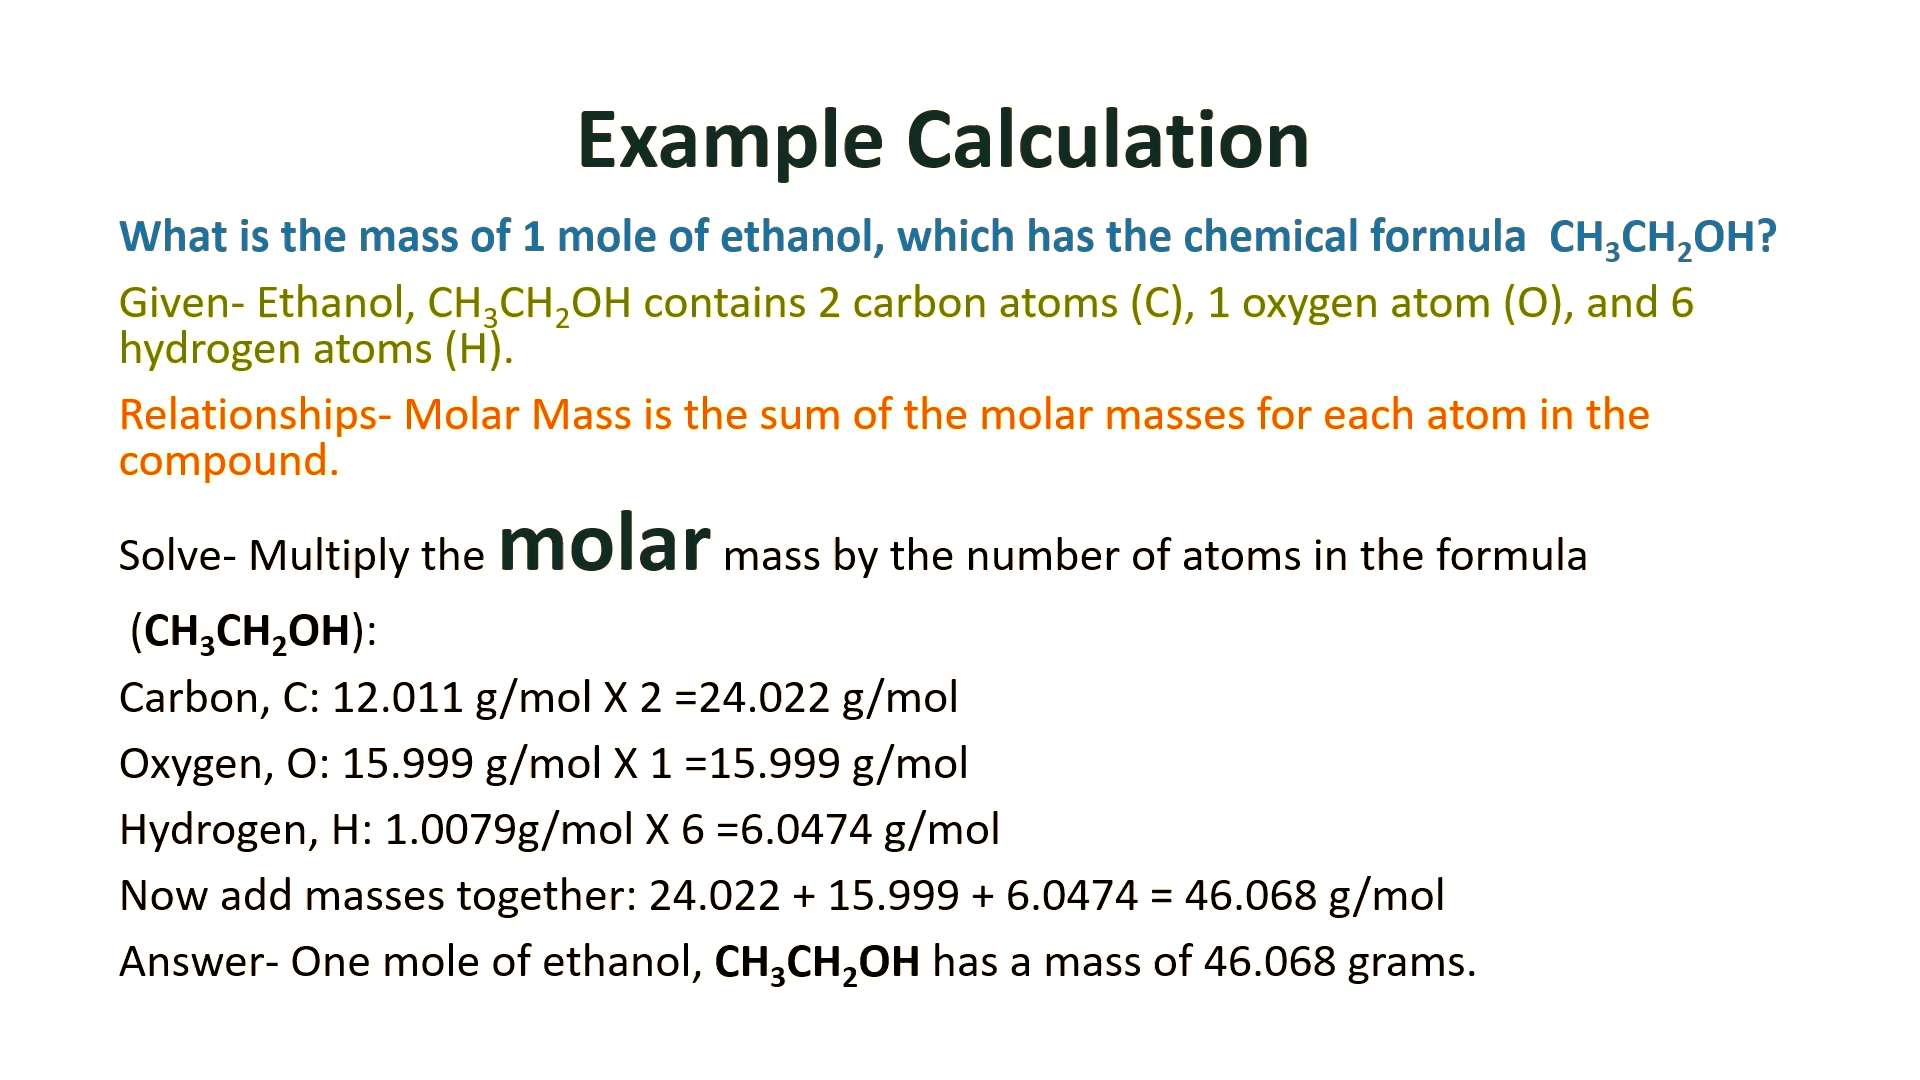 Example Calculation
What is the mass of 1 mole of ethanol, which has the chemical formula  CH₃CH₂OH?
Given- Ethanol, CH₃CH₂OH contains 2 carbon atoms (C), 1 oxygen atom (O), and 6
hydrogen atoms (H).
Relationships- Molar Mass is the sum of the molar masses for each atom in the
compound.
Solve- Multiply the molar mass by the number of atoms in the formula
(CH₃CH₂OH):
Carbon, C: 12.011 g/mol X 2 =24.022 g/mol
Oxygen, O: 15.999 g/mol X 1 =15.999 g/mol
Hydrogen, H: 1.0079g/mol X 6 =6.0474 g/mol
Now add masses together: 24.022 + 15.999 + 6.0474 = 46.068 g/mol
Answer- One mole of ethanol, CH₃CH₂OH has a mass of 46.068 grams.